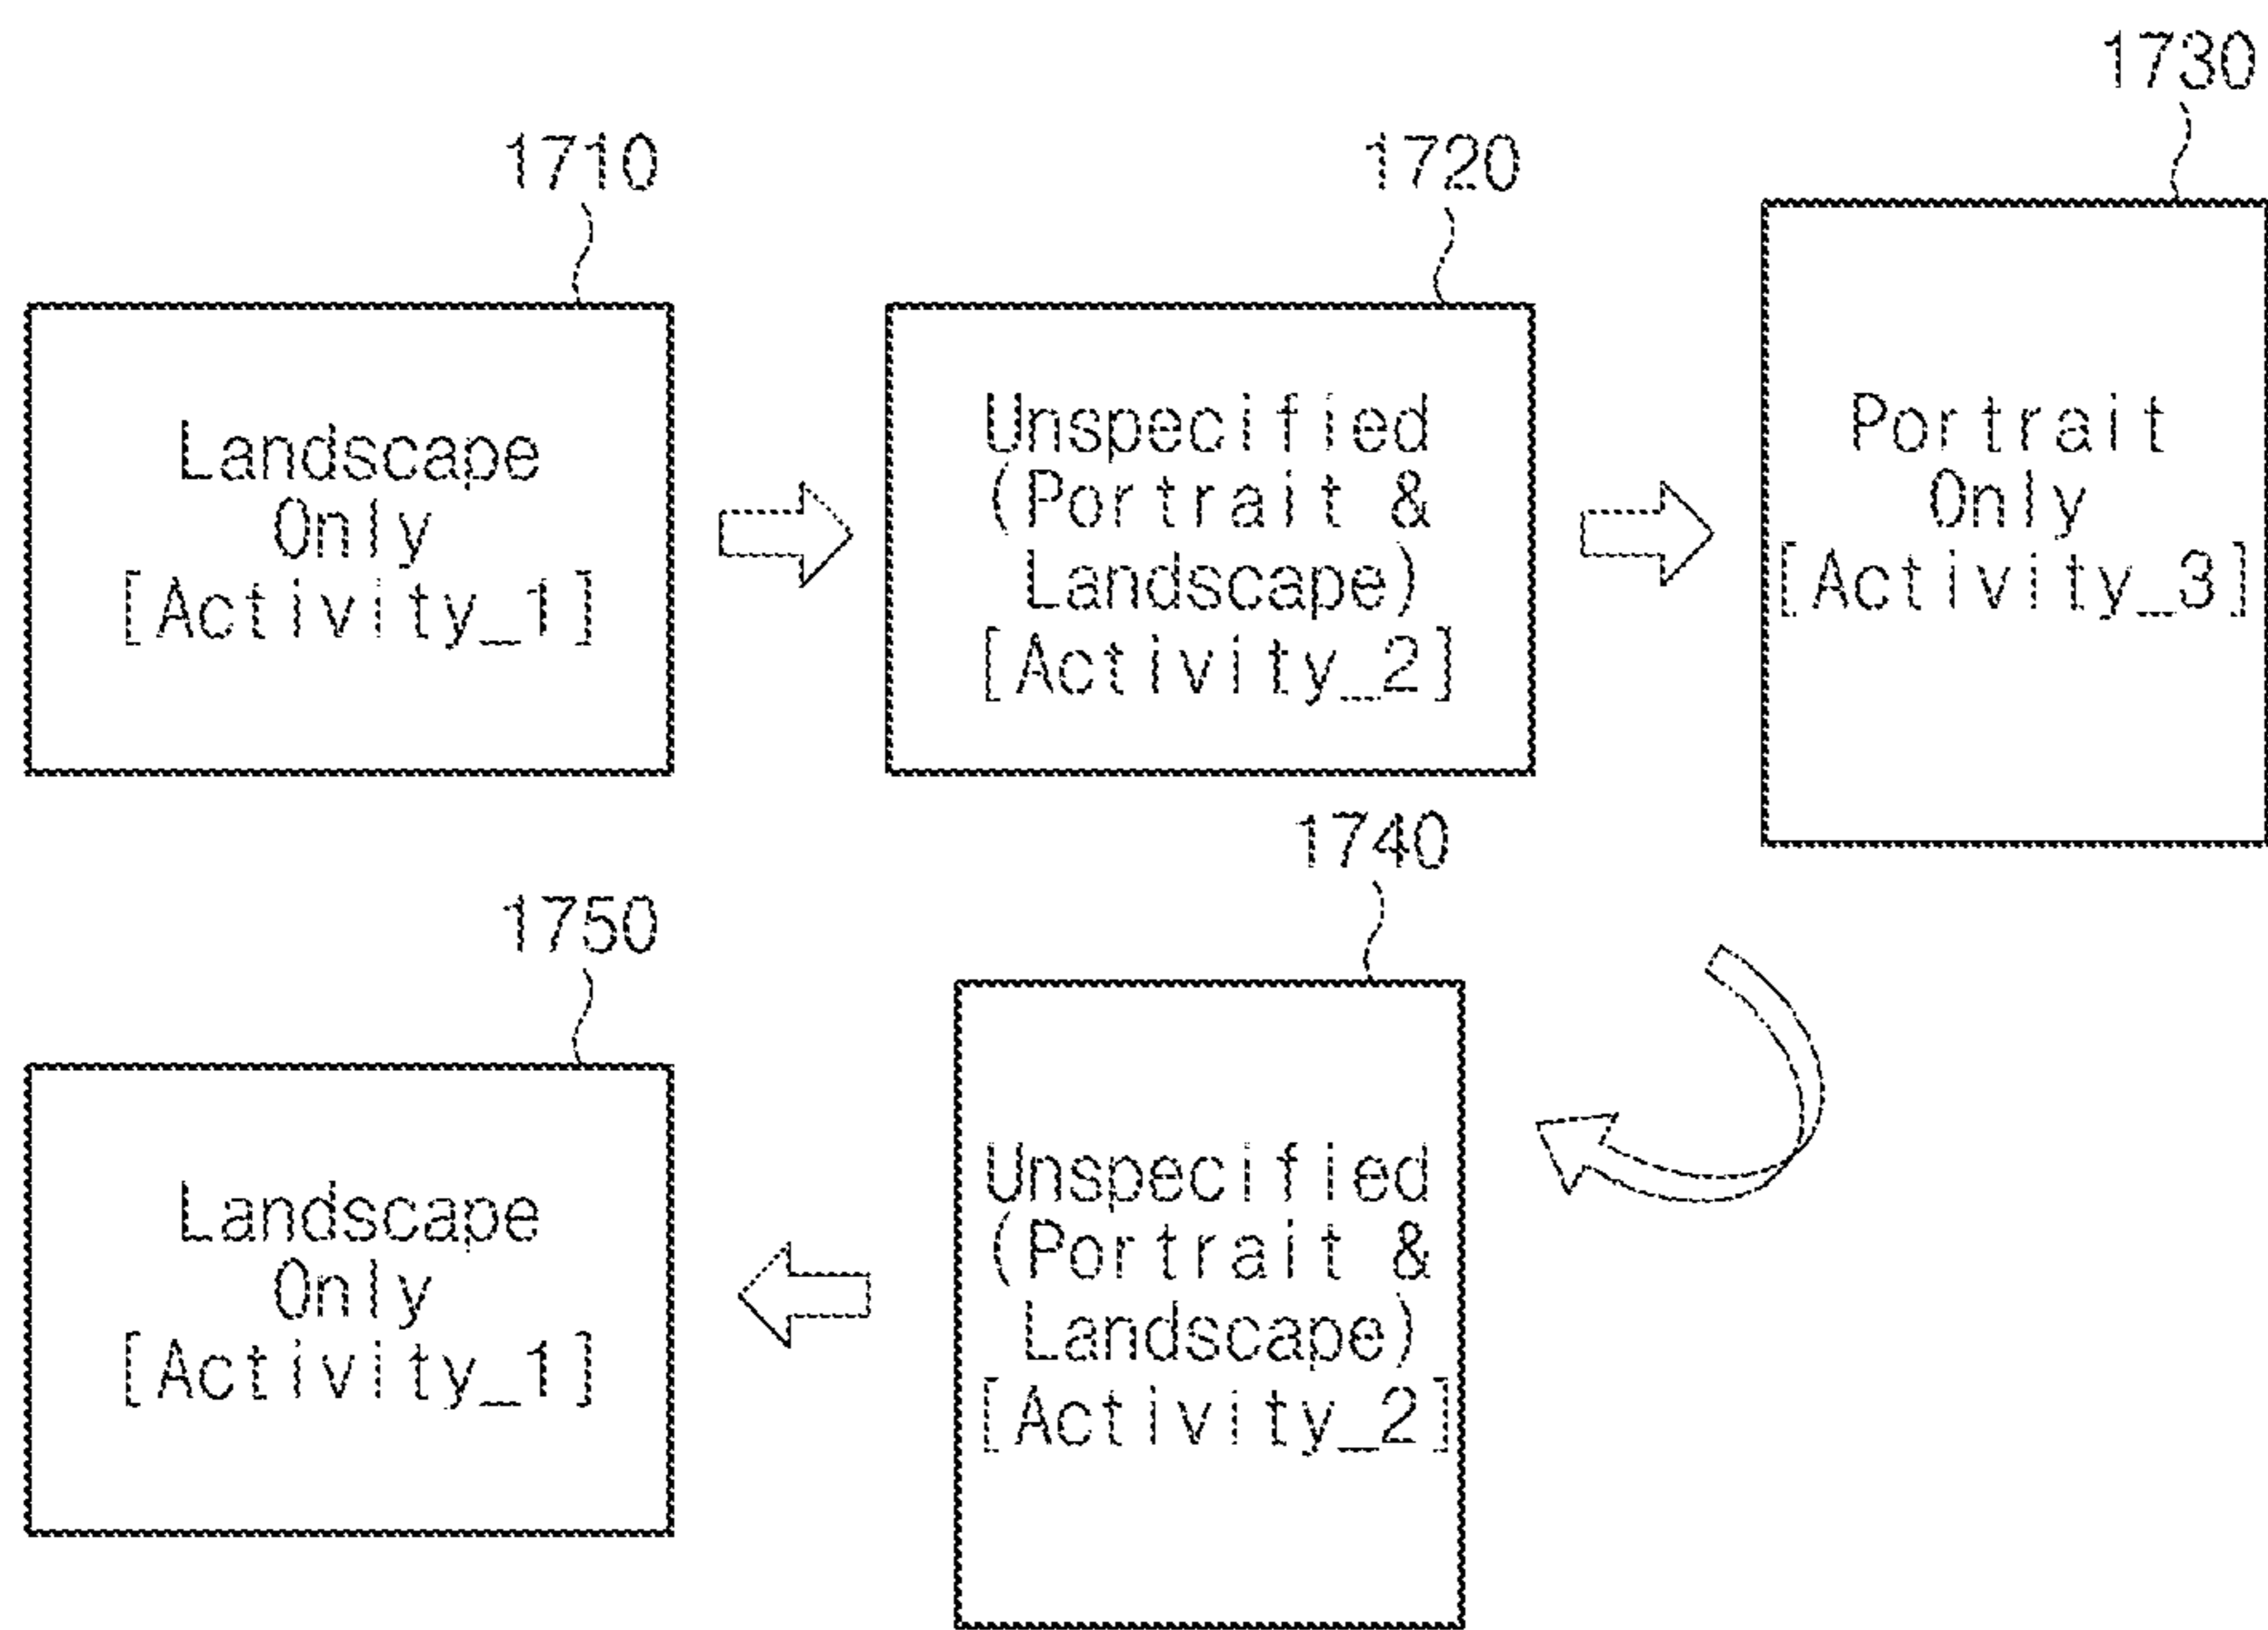 1710
Landscape
Only
[Activity_1]
1720
Unspecified
(Portrait &
Landscape)
[Activity_2]
1730
Portrait
Only
[Activity_3]
1740
Unspecified
(Portrait &
Landscape)
[Activity_2]
1750
Landscape
Only
[Activity_1]